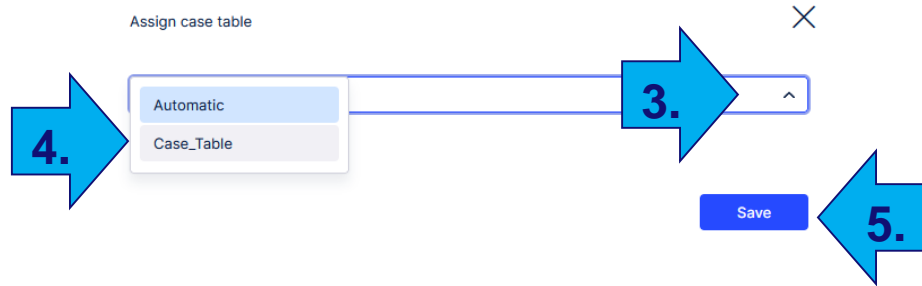 Assign case table
3.
Automatic
4.
Case_Table
Save
5.